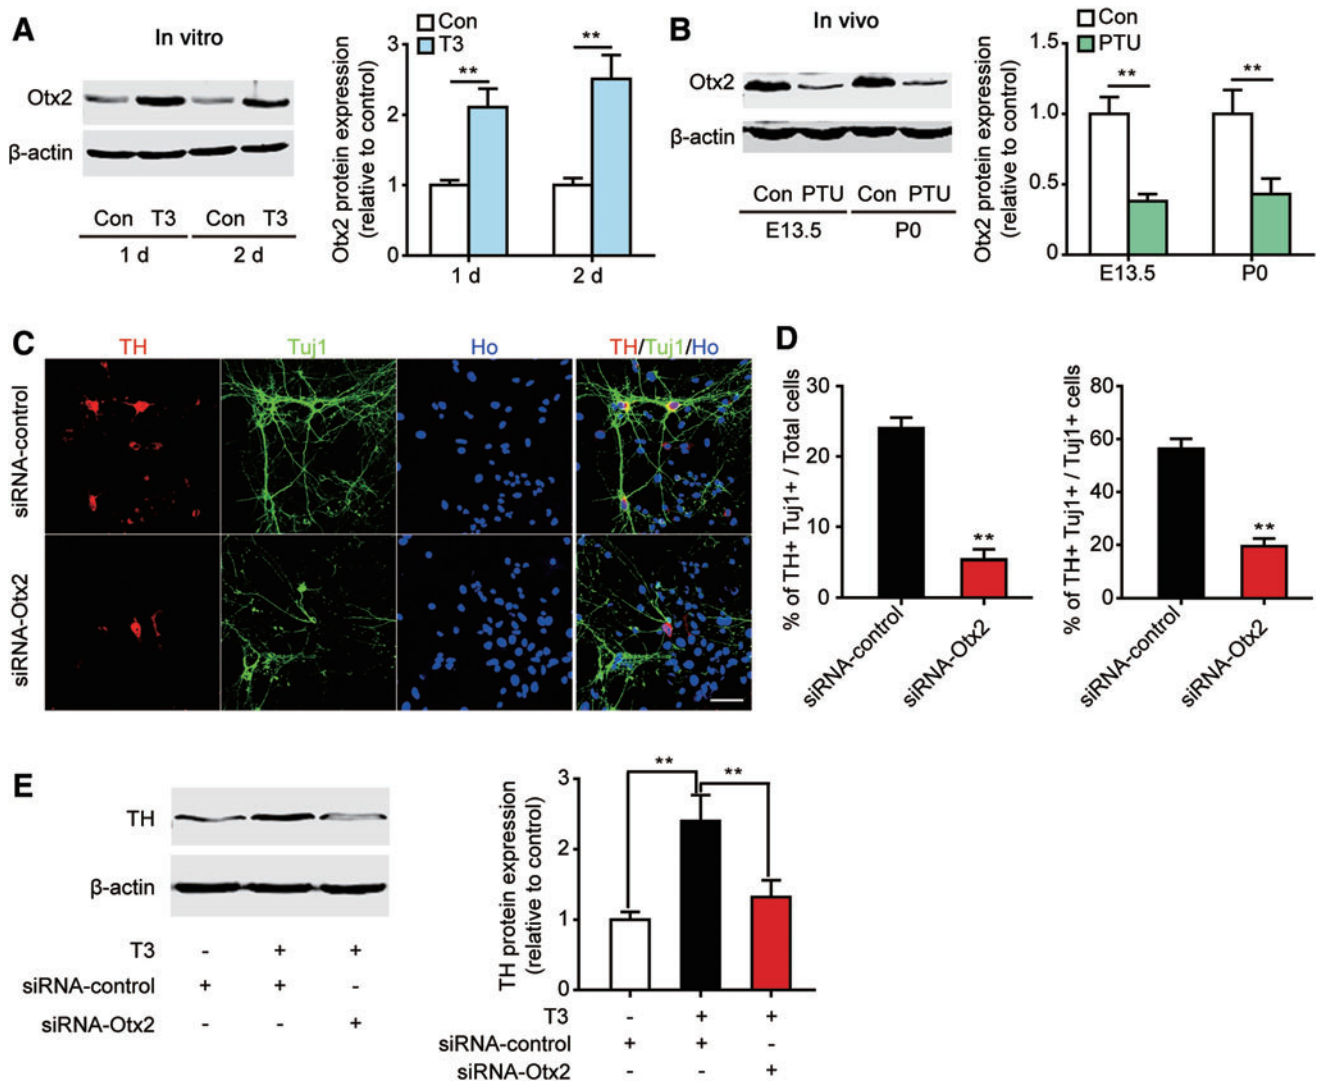 A
In vitro
Otx2
β-actin
Con T3 Con T3
1 d 2 d
Con
T3
Otx2 protein expression
(relative to control)
3
2
1
0
** **
1 d 2 d
B
In vivo
Otx2
β-actin
Con PTU Con PTU
E13.5 P0
Con
PTU
Otx2 protein expression
(relative to control)
1.5
1.0
0.5
0.0
** **
E13.5 P0
C
TH Tuj1 Ho TH/Tuj1/Ho
siRNA-control
siRNA-Otx2
D
% of TH+ Tuj1+ / Total cells
30
20
10
0
**
siRNA-control siRNA-Otx2
% of TH+ Tuj1+ / Tuj1+ cells
80
60
40
20
0
**
siRNA-control siRNA-Otx2
E
TH
β-actin
T3 - + +
siRNA-control + + -
siRNA-Otx2 - - +
TH protein expression
(relative to control)
3
2
1
0
** **
T3 - + +
siRNA-control + + -
siRNA-Otx2 - - +